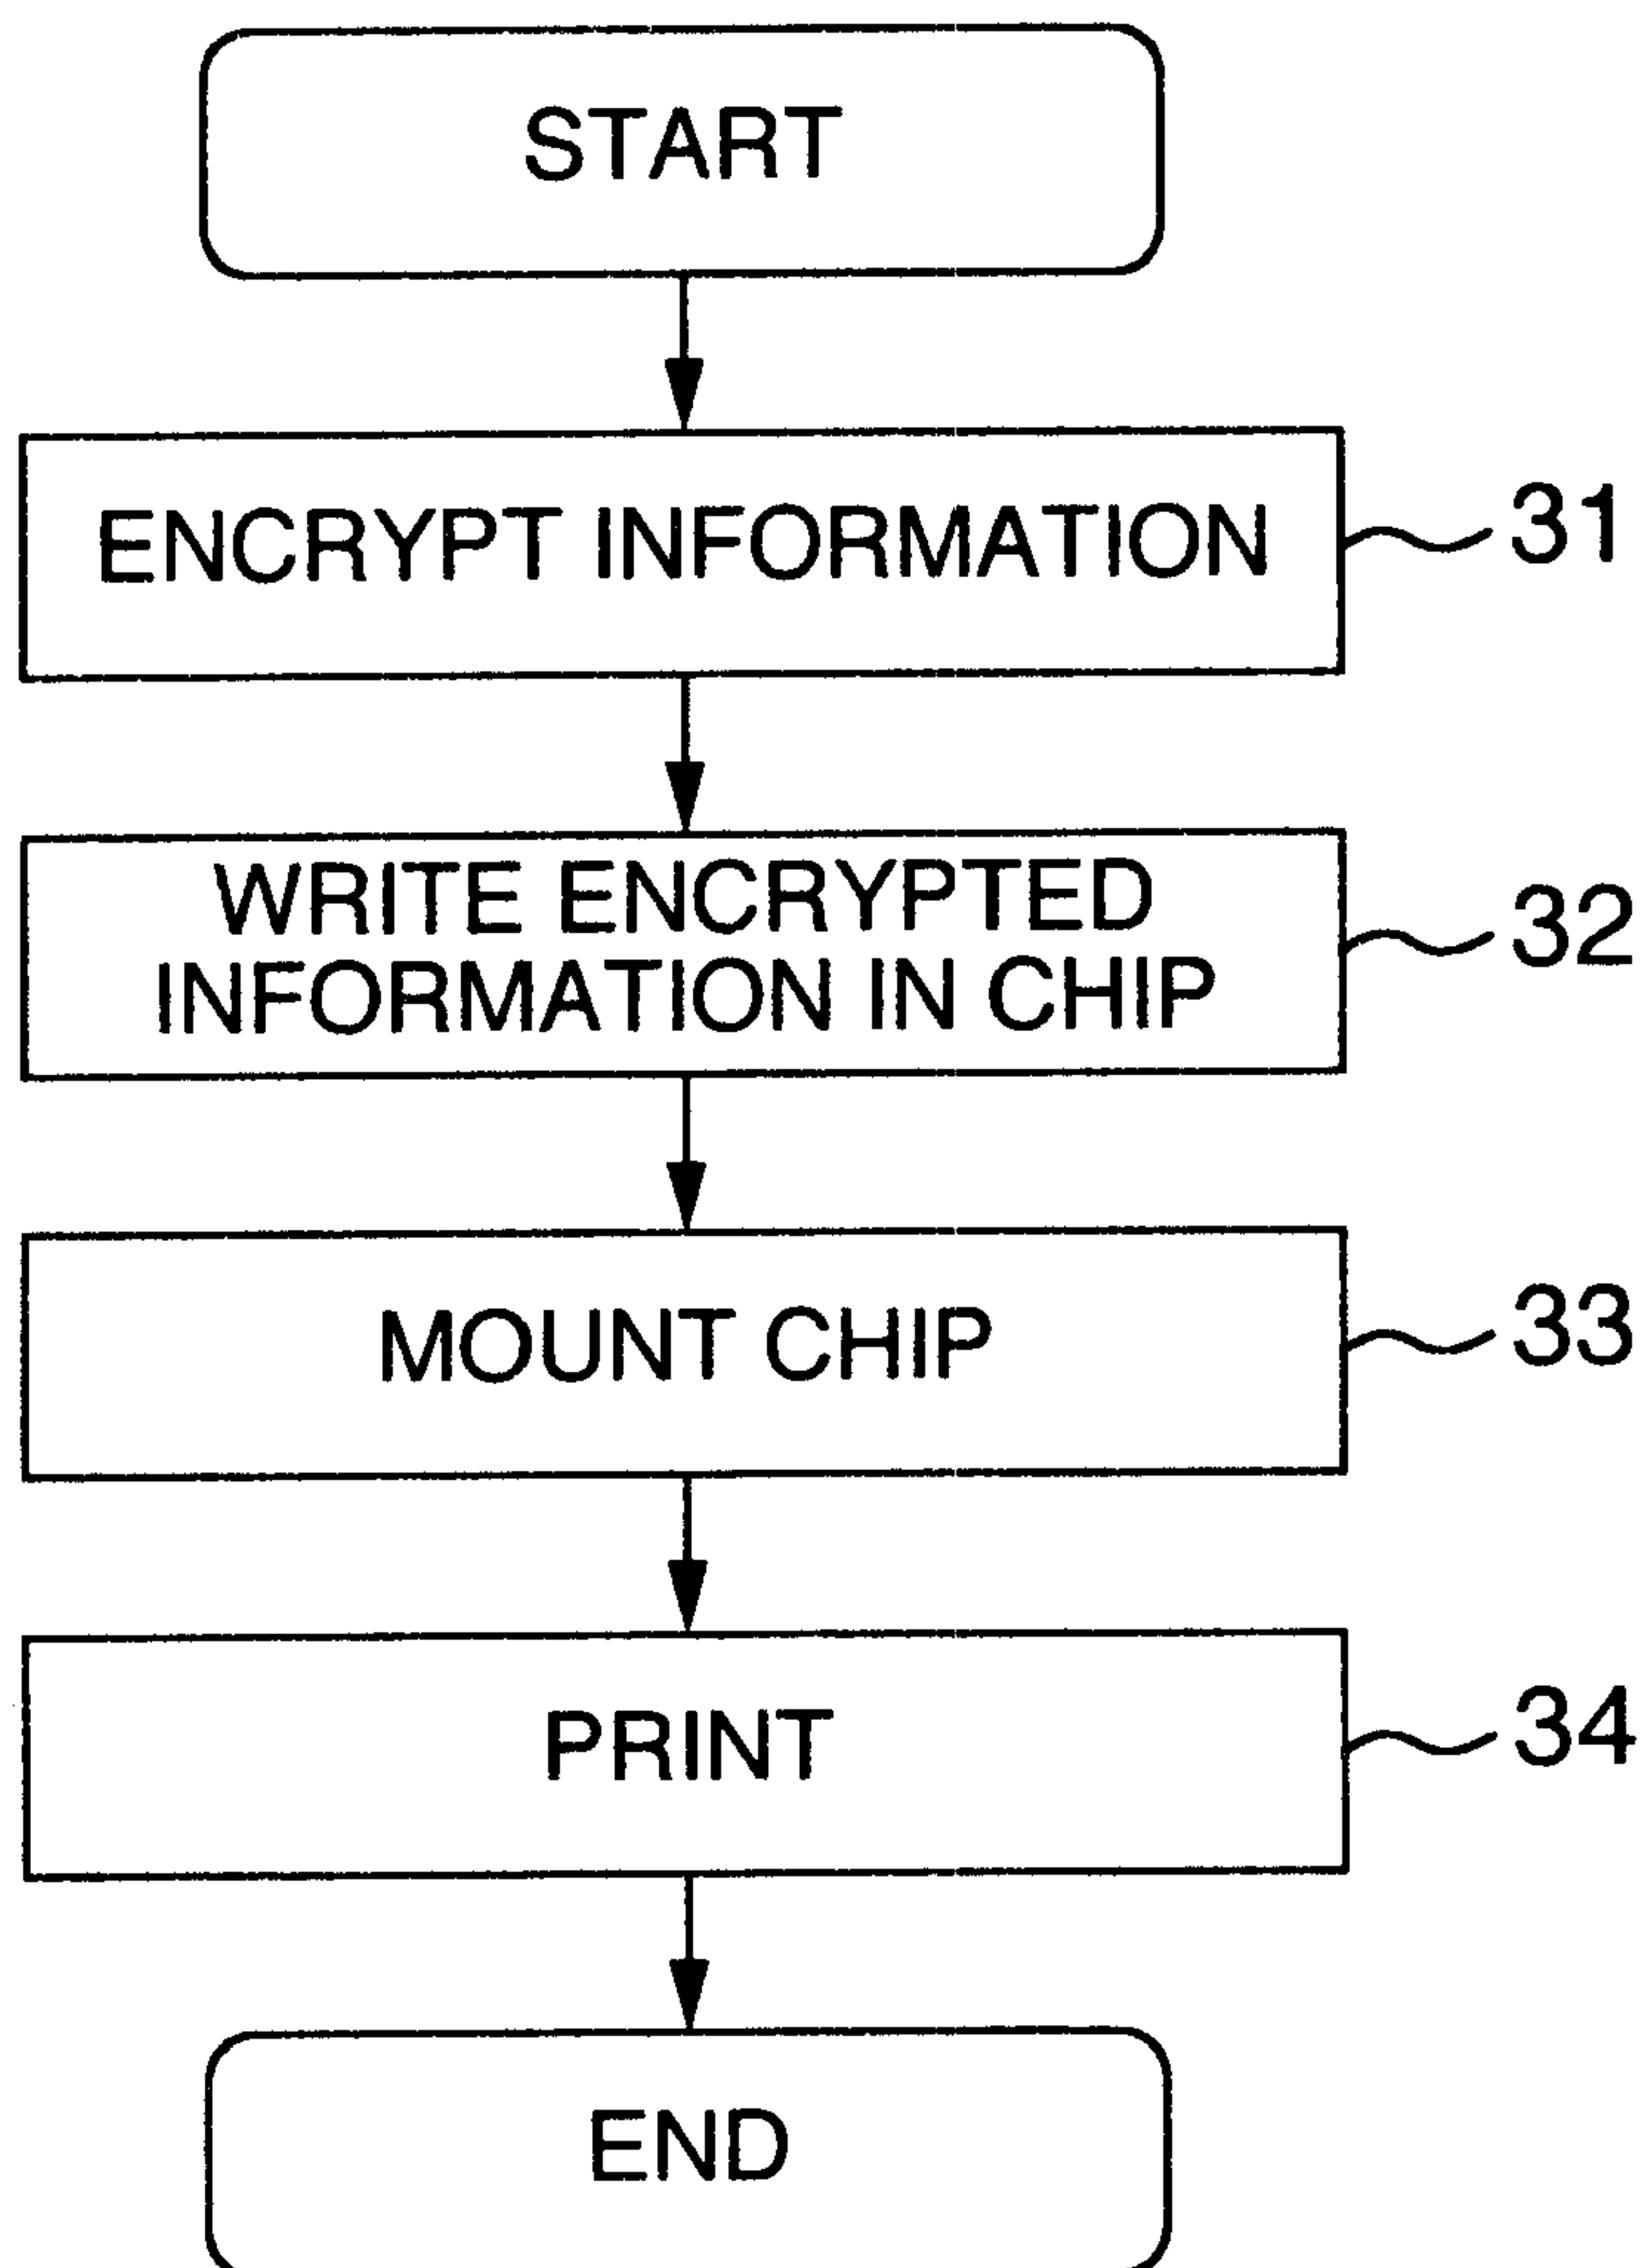 START
ENCRYPT INFORMATION
31
WRITE ENCRYPTED
INFORMATION IN CHIP
32
MOUNT CHIP
33
PRINT
34
END